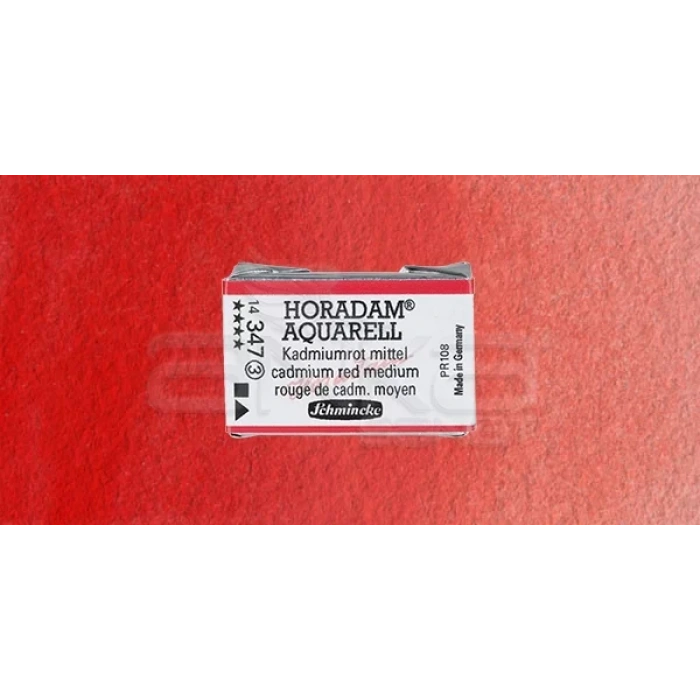 HORADAM®
AQUARELL
Kadmiumrot mittel
cadmium red medium
rouge de cadm. moyen
Schmincke
14 347 3
★★★★
PR108
Made in Germany